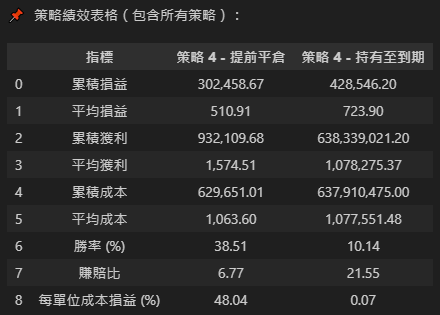 📌 策略績效表格（包含所有策略）：
指標 策略 4 - 提前平倉 策略 4 - 持有至到期
0 累積損益 302,458.67 428,546.20
1 平均損益 510.91 723.90
2 累積獲利 932,109.68 638,339,021.20
3 平均獲利 1,574.51 1,078,275.37
4 累積成本 629,651.01 637,910,475.00
5 平均成本 1,063.60 1,077,551.48
6 勝率 (%) 38.51 10.14
7 賺賠比 6.77 21.55
8 每單位成本損益 (%) 48.04 0.07